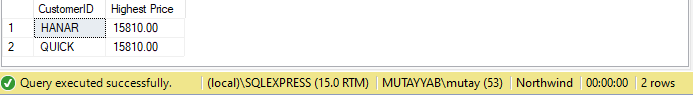 CustomerID Highest Price
1 HANAR 15810.00
2 QUICK 15810.00
Query executed successfully. (local)\SQLEXPRESS (15.0 RTM) MUTAYYAB\mutay (53) Northwind 00:00:00 2 rows